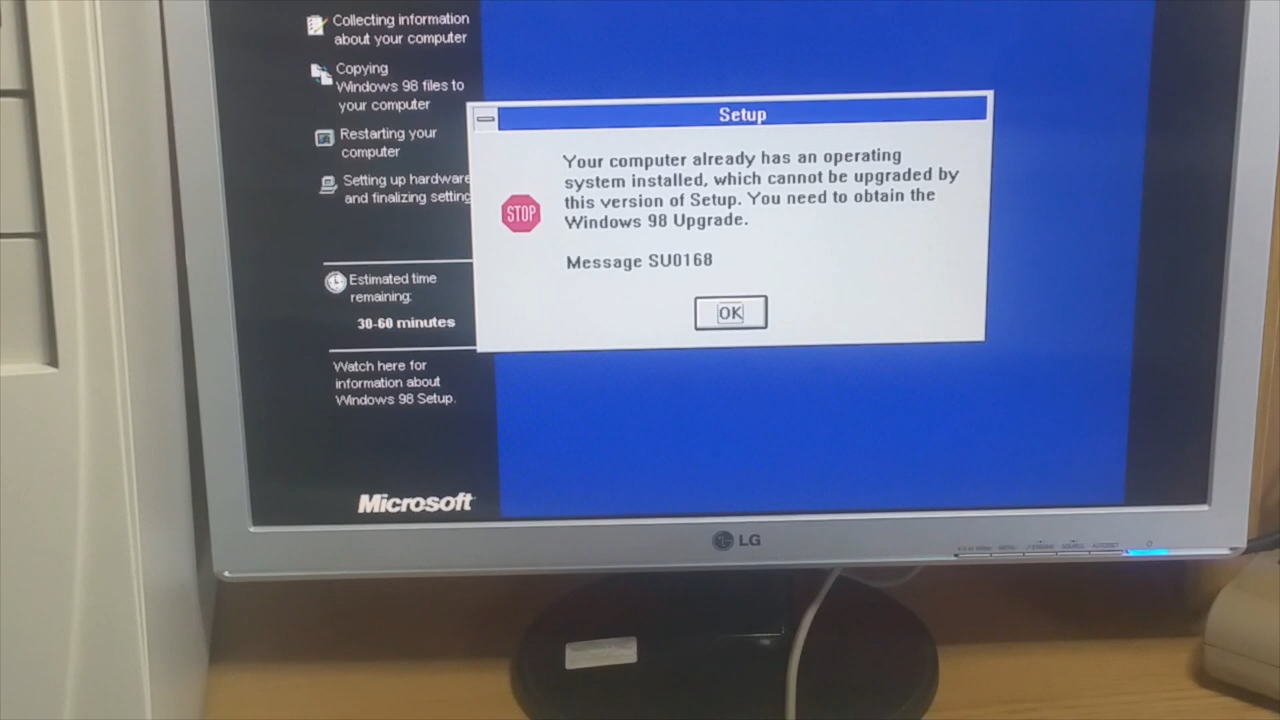 Collecting information
about your computer
Copying
Windows 98 files to
your computer
Restarting your
computer
Setting up hardware
and finalizing setting
Estimated time
remaining:
30-60 minutes
Watch here for
information about
Windows 98 Setup.
Microsoft
Setup
Your computer already has an operating
system installed, which cannot be upgraded by
this version of Setup. You need to obtain the
Windows 98 Upgrade.
STOP
Message SU0168
OK
LG